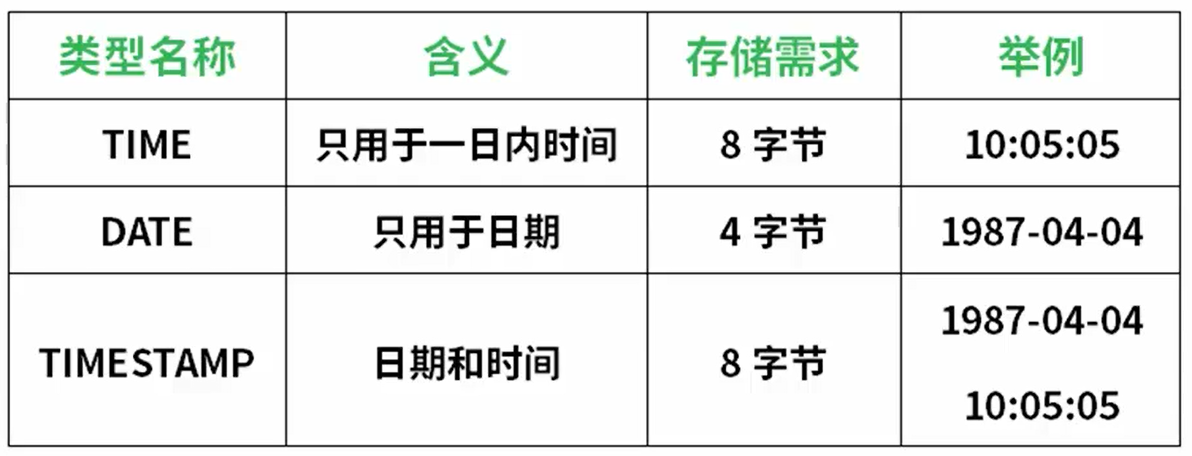 类型名称 含义 存储需求 举例
TIME 只用于一日内时间 8 字节 10:05:05
DATE 只用于日期 4 字节 1987-04-04
TIMESTAMP 日期和时间 8 字节 1987-04-04
10:05:05